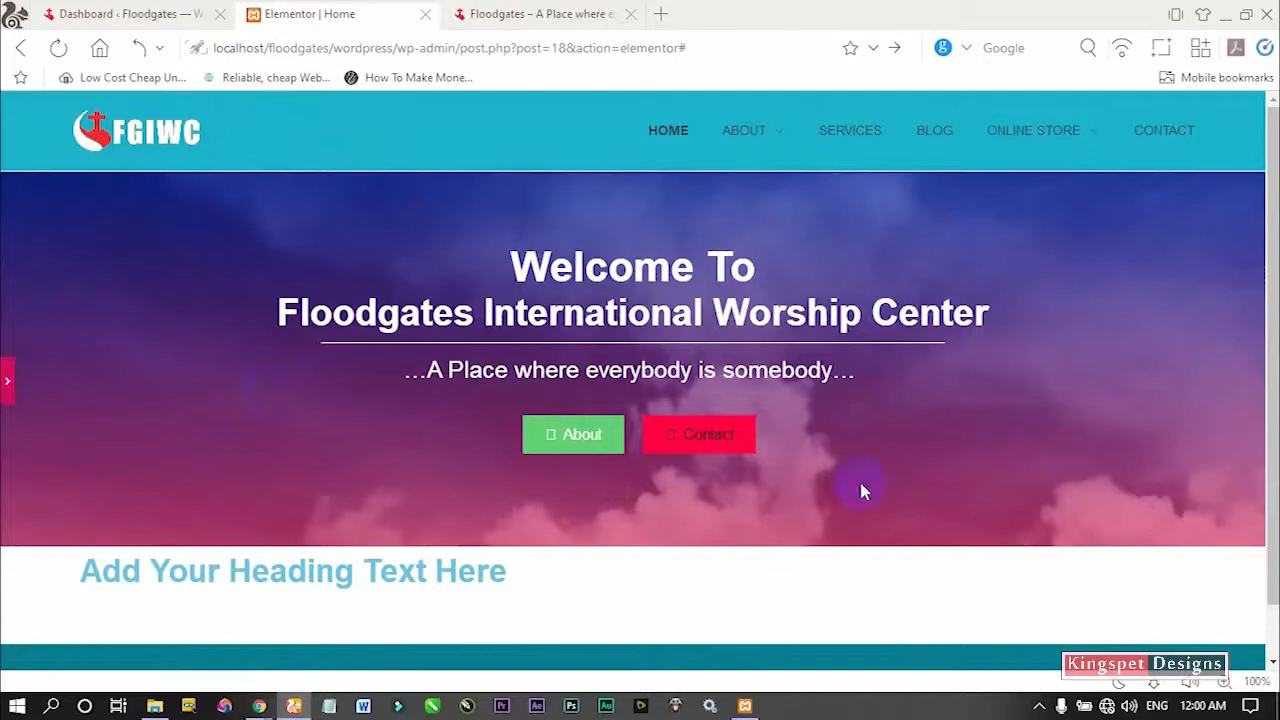 Dashboard ‹ Floodgates — W
Elementor | Home
Floodgates – A Place where e
localhost/floodgates/wordpress/wp-admin/post.php?post=18&action=elementor#
Google
Low Cost Cheap Un...
Reliable, cheap Web...
How To Make Mone...
Mobile bookmarks
FGIWC
HOME
ABOUT
SERVICES
BLOG
ONLINE STORE
CONTACT
Welcome To
Floodgates International Worship Center
...A Place where everybody is somebody...
About
Contact
Add Your Heading Text Here
Kingspet Designs
100%
ENG
12:00 AM